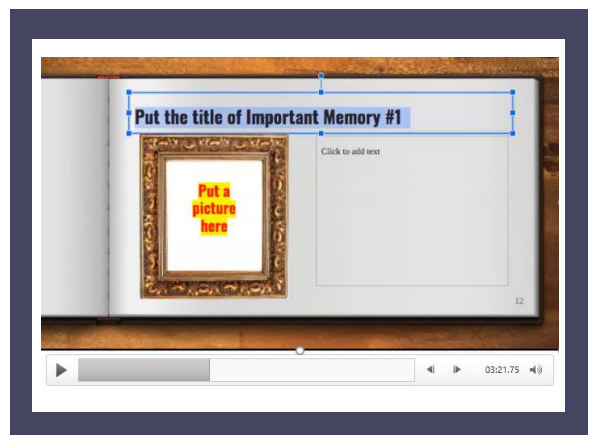 Put the title of Important Memory #1
Put a
picture
here
Click to add text
12
03:21.75